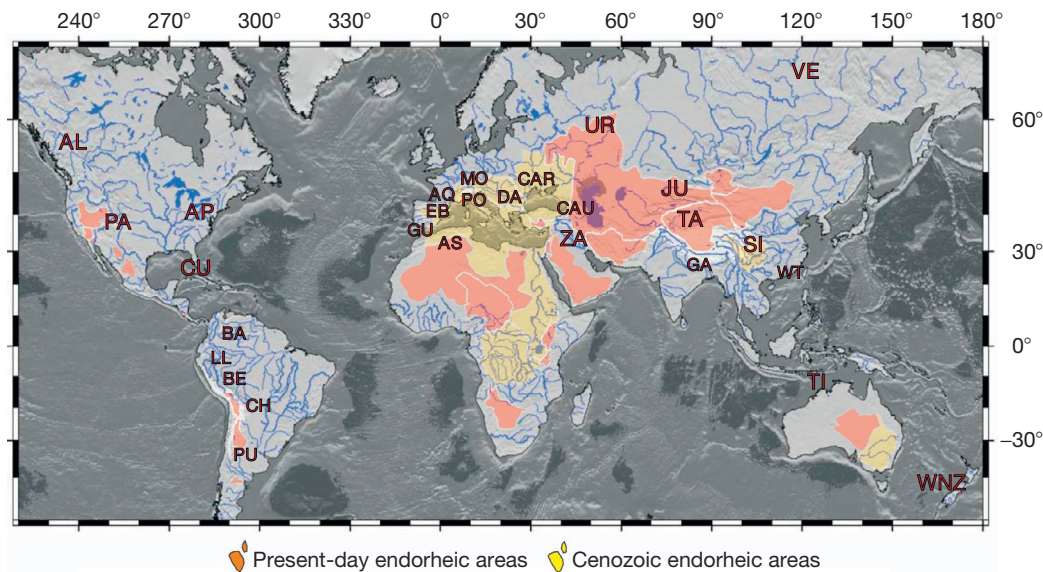 240° 270° 300° 330° 0° 30° 60° 90° 120° 150° 180°
VE
60°
UR
AL
MO CAR
JU
AQ PO DA
PA AP EB CAU TA
GU AS ZA SI
30°
CU GA WT
BA
0°
LL
BE TI
CH
PU
–30°
WNZ
Present-day endorheic areas Cenozoic endorheic areas